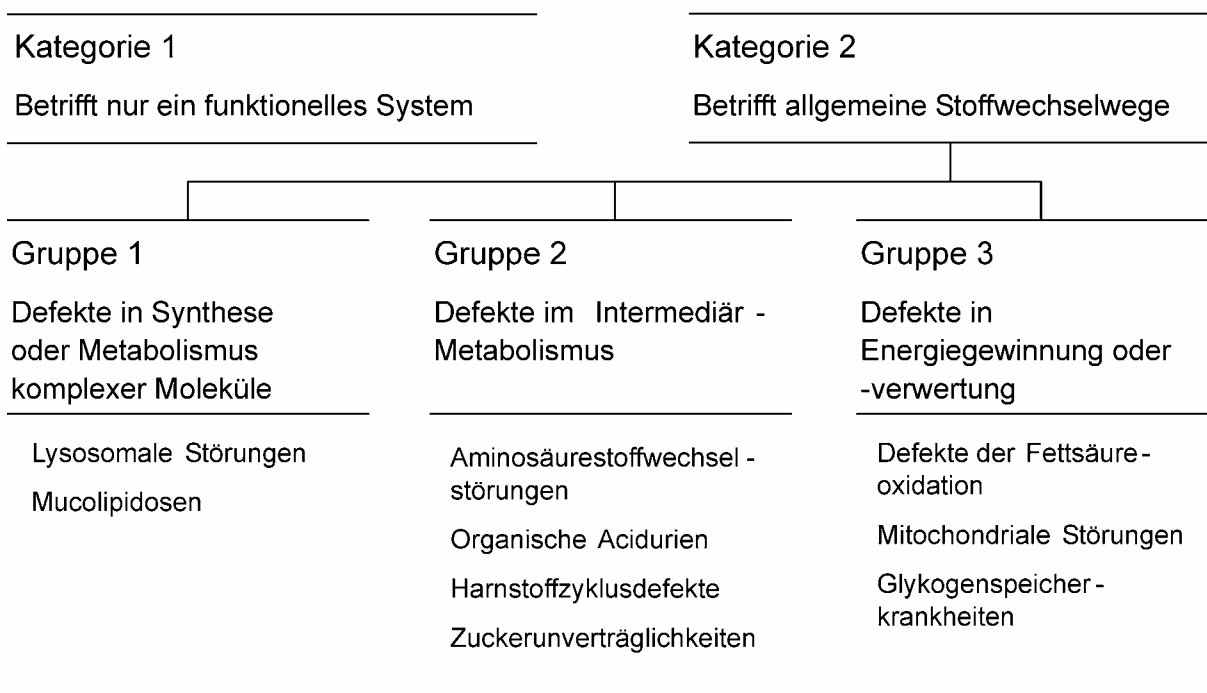 Kategorie 1
Betrifft nur ein funktionelles System
Kategorie 2
Betrifft allgemeine Stoffwechselwege
Gruppe 1
Defekte in Synthese
oder Metabolismus
komplexer Moleküle
Lysosomale Störungen
Mucolipidosen
Gruppe 2
Defekte im Intermediär -
Metabolismus
Aminosäurestoffwechsel -
störungen
Organische Acidurien
Harnstoffzyklusdefekte
Zuckerunverträglichkeiten
Gruppe 3
Defekte in
Energiegewinnung oder
-verwertung
Defekte der Fettsäure-
oxidation
Mitochondriale Störungen
Glykogenspeicher -
krankheiten